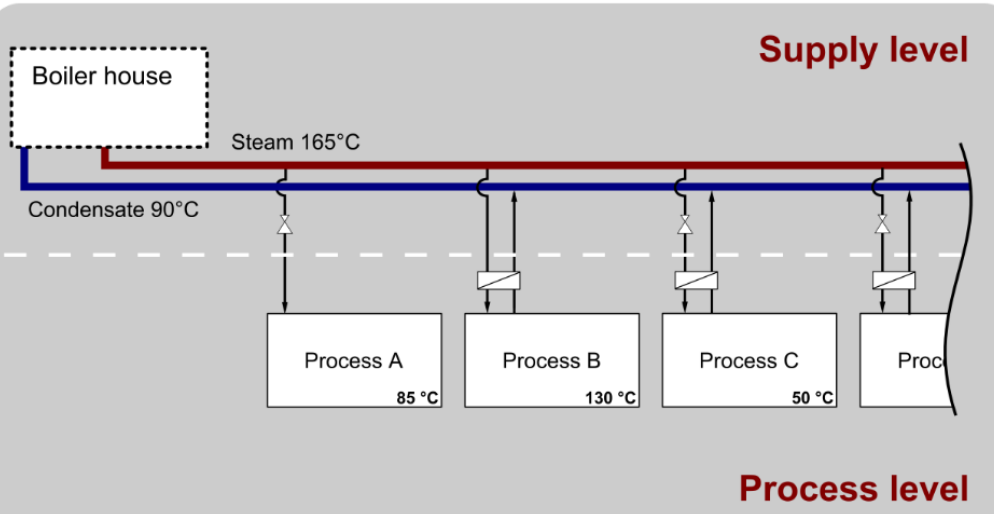 Supply level
Boiler house
Steam 165°C
Condensate 90°C
Process A
85 °C
Process B
130 °C
Process C
50 °C
Proc
Process level